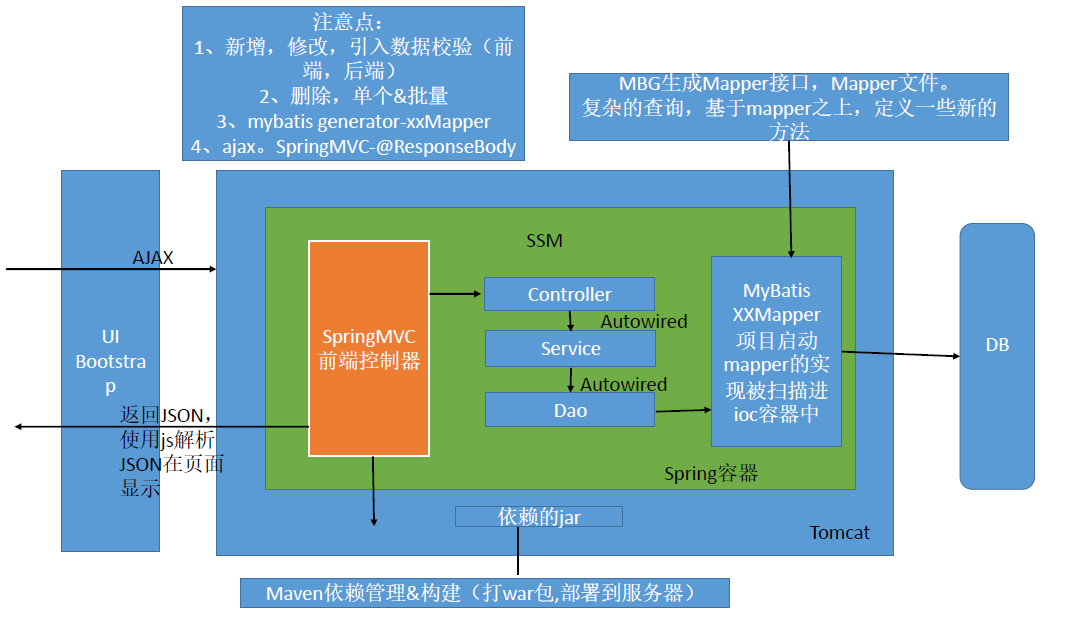 注意点：
1、新增，修改，引入数据校验（前
端，后端）
2、删除，单个&批量
3、mybatis generator-xxMapper
4、ajax。SpringMVC-@ResponseBody
MBG生成Mapper接口，Mapper文件。
复杂的查询，基于mapper之上，定义一些新的
方法
AJAX
UI
Bootstra
p
返回JSON，
使用js解析
JSON在页面
显示
SSM
SpringMVC
前端控制器
Controller
Autowired
Service
Autowired
Dao
MyBatis
XXMapper
项目启动
mapper的实
现被扫描进
ioc容器中
Spring容器
DB
依赖的jar
Tomcat
Maven依赖管理&构建（打war包,部署到服务器）